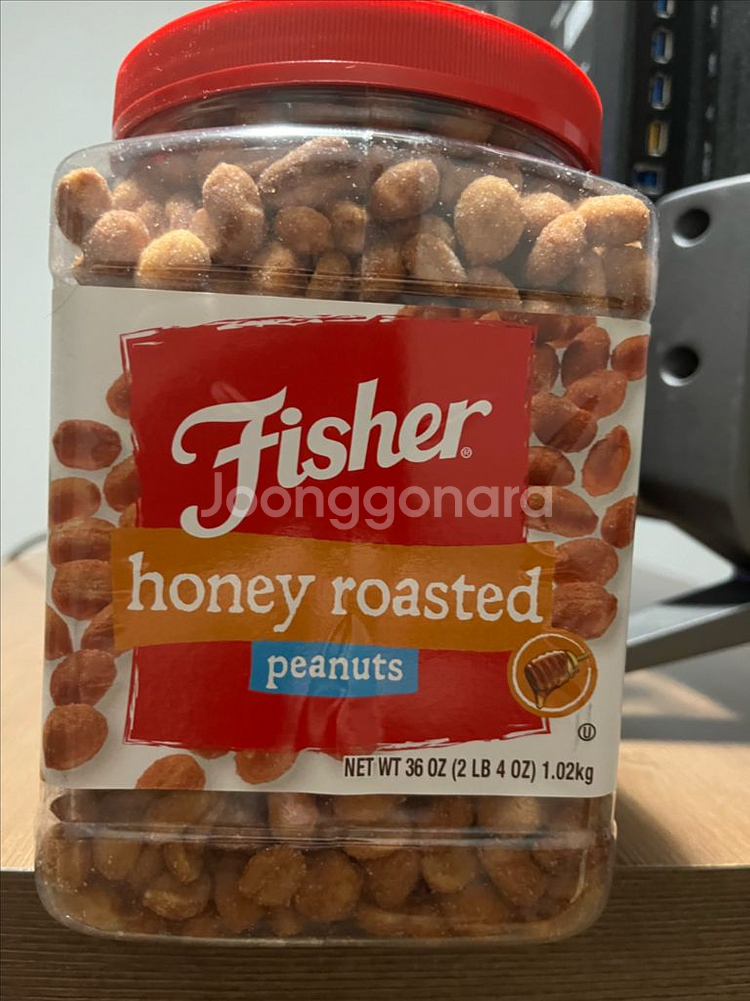 Fisher®
Joonggonara
honey roasted
peanuts
U
NET WT 36 OZ (2 LB 4 OZ) 1.02kg